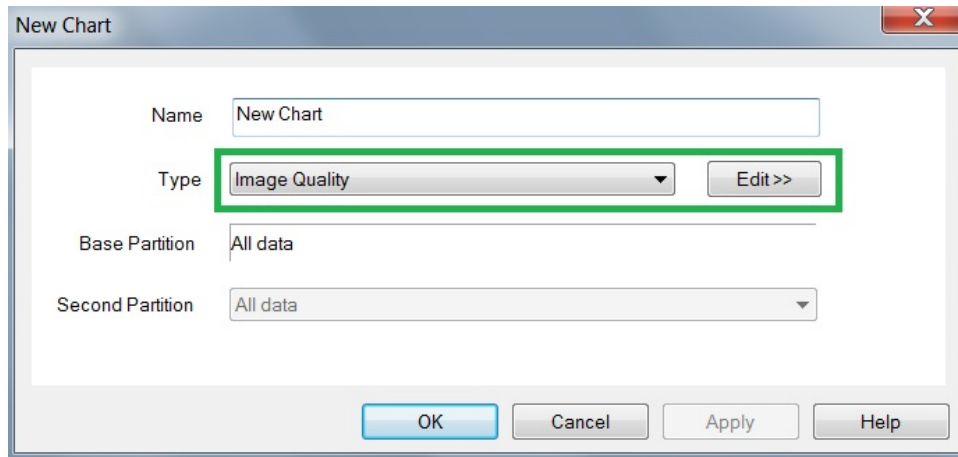 New Chart
Name New Chart
Type Image Quality Edit >>
Base Partition All data
Second Partition All data
OK Cancel Apply Help